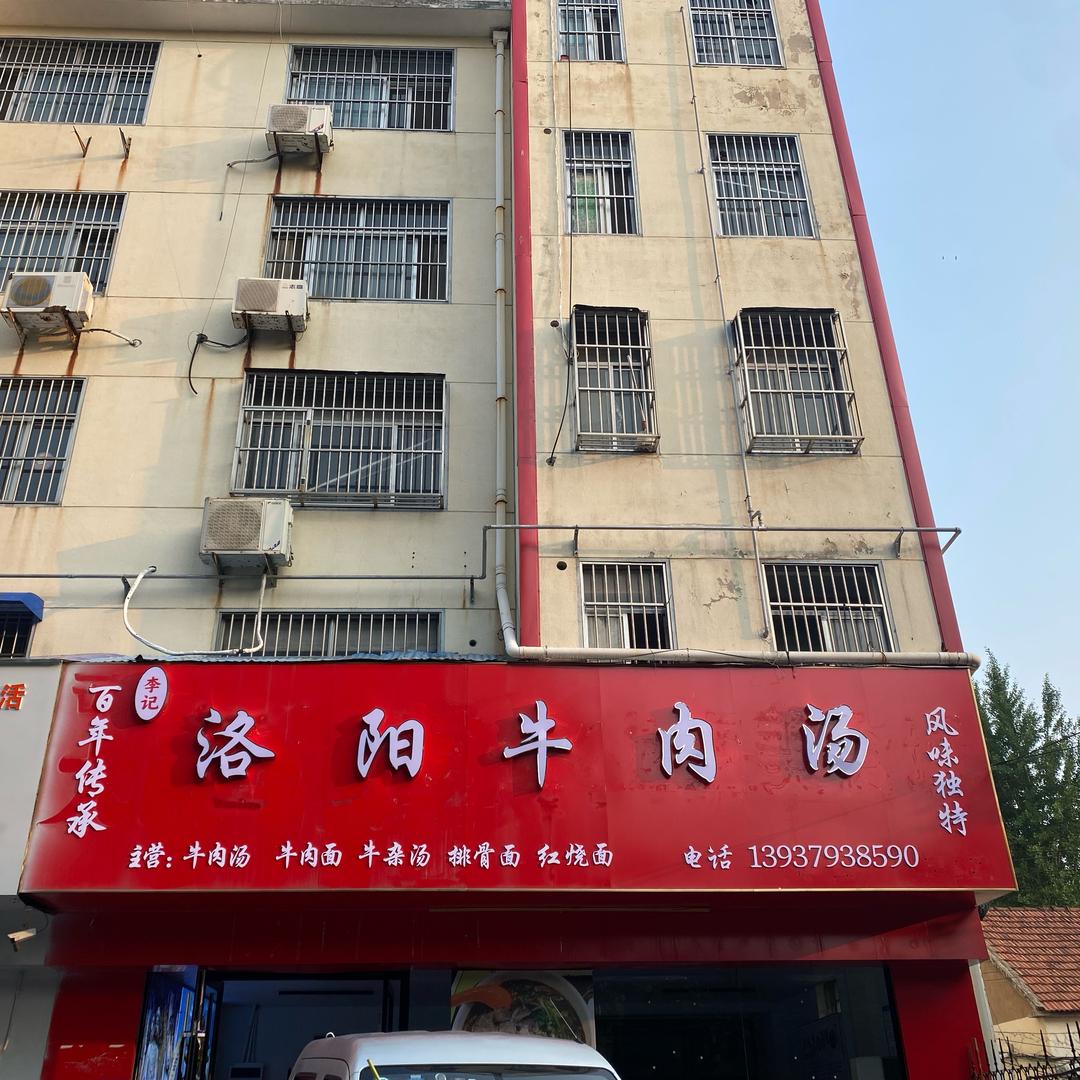 活
李记
百年传承
洛阳牛肉汤
风味独特
主营：牛肉汤 牛肉面 牛杂汤 排骨面 红烧面
电话 13937938590